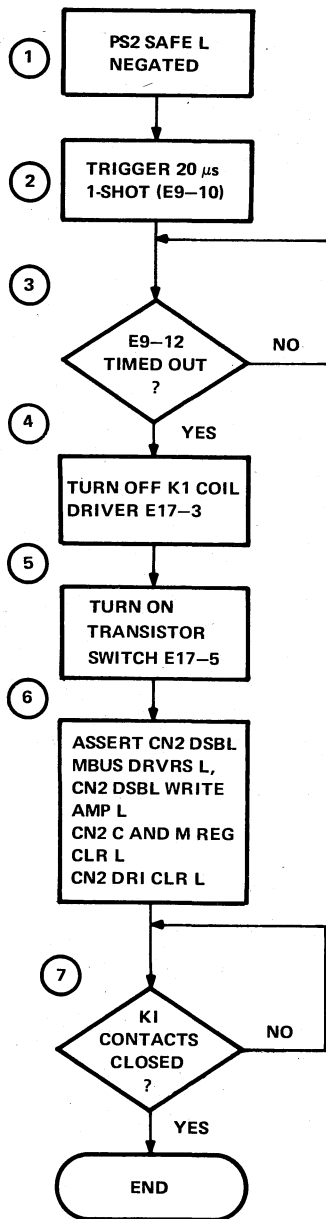 1
PS2 SAFE L
NEGATED
2
TRIGGER 20 μs
1-SHOT (E9–10)
3
E9–12
TIMED OUT
?
NO
4
YES
TURN OFF K1 COIL
DRIVER E17–3
5
TURN ON
TRANSISTOR
SWITCH E17–5
6
ASSERT CN2 DSBL
MBUS DRVRS L,
CN2 DSBL WRITE
AMP L
CN2 C AND M REG
CLR L
CN2 DRI CLR L
7
KI
CONTACTS
CLOSED
?
NO
YES
END